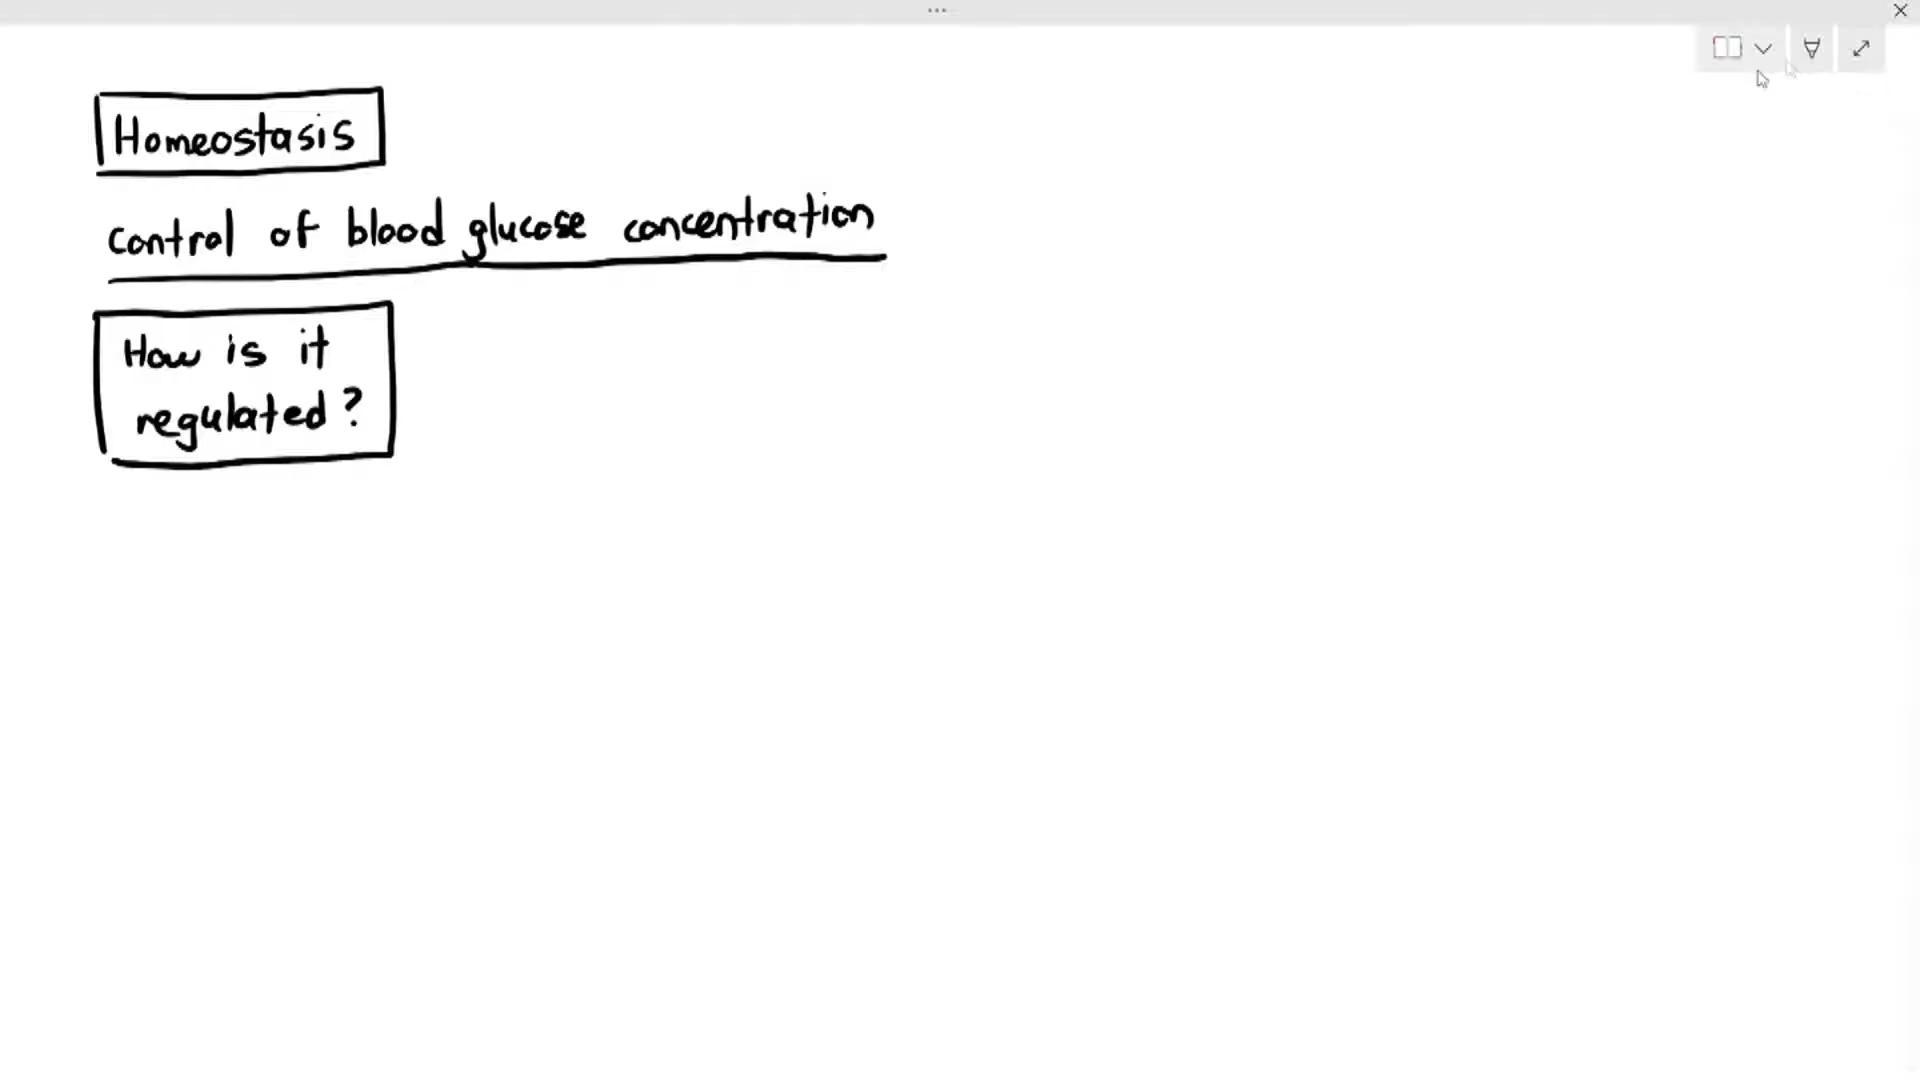 Homeostasis
control of blood glucose concentration
How is it
regulated?